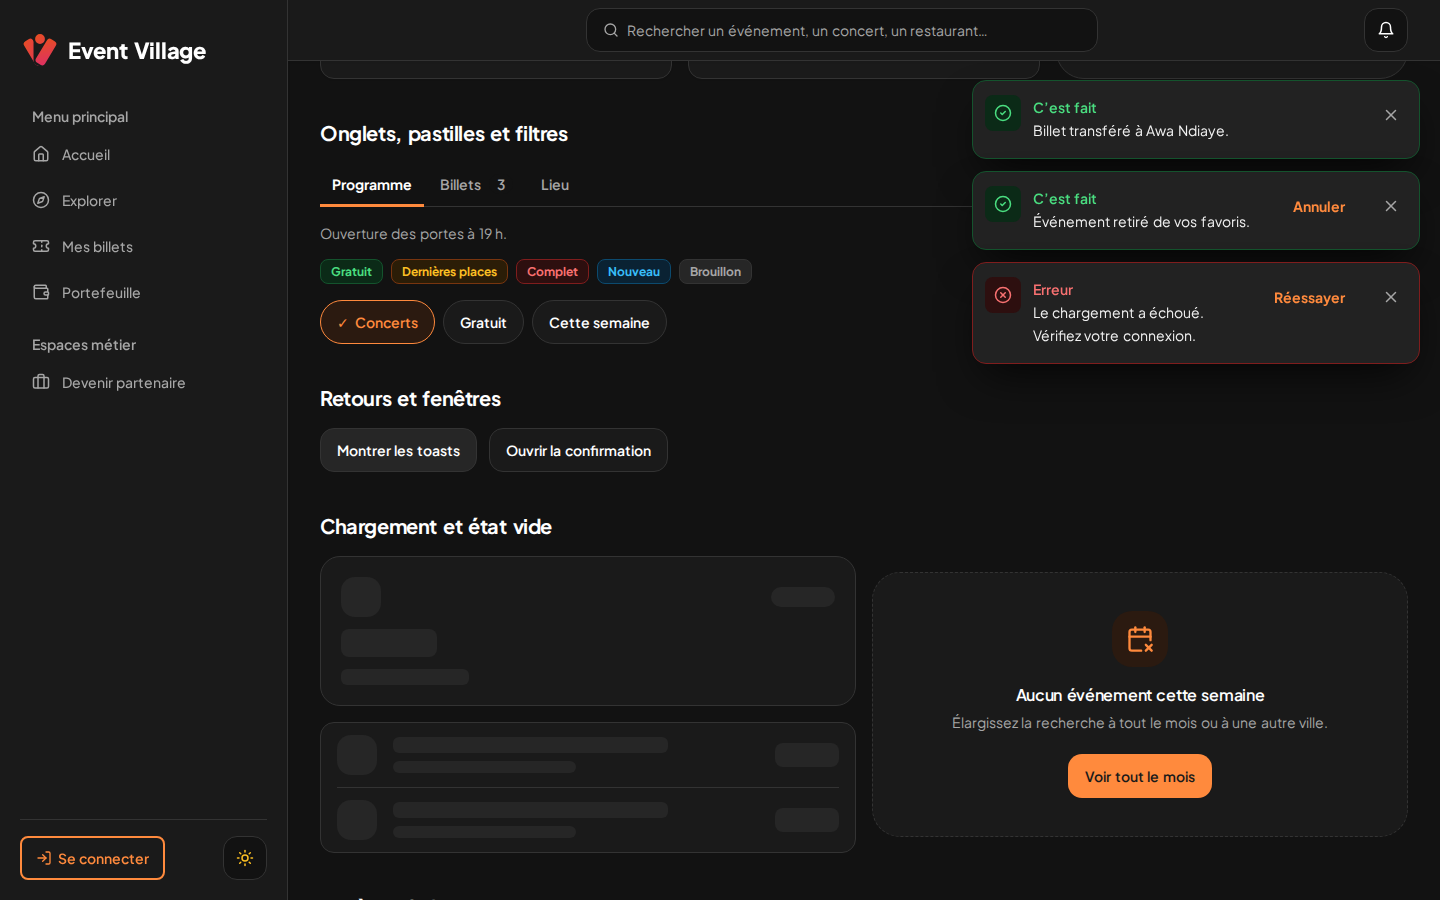 Event Village
Rechercher un événement, un concert, un restaurant…
Menu principal
Accueil
Explorer
Mes billets
Portefeuille
Espaces métier
Devenir partenaire
Se connecter
Onglets, pastilles et filtres
Programme Billets 3 Lieu
Ouverture des portes à 19 h.
Gratuit Dernières places Complet Nouveau Brouillon
✓ Concerts Gratuit Cette semaine
C’est fait
Billet transféré à Awa Ndiaye.
C’est fait
Événement retiré de vos favoris.
Annuler
Erreur
Le chargement a échoué.
Vérifiez votre connexion.
Réessayer
Retours et fenêtres
Montrer les toasts Ouvrir la confirmation
Chargement et état vide
Aucun événement cette semaine
Élargissez la recherche à tout le mois ou à une autre ville.
Voir tout le mois